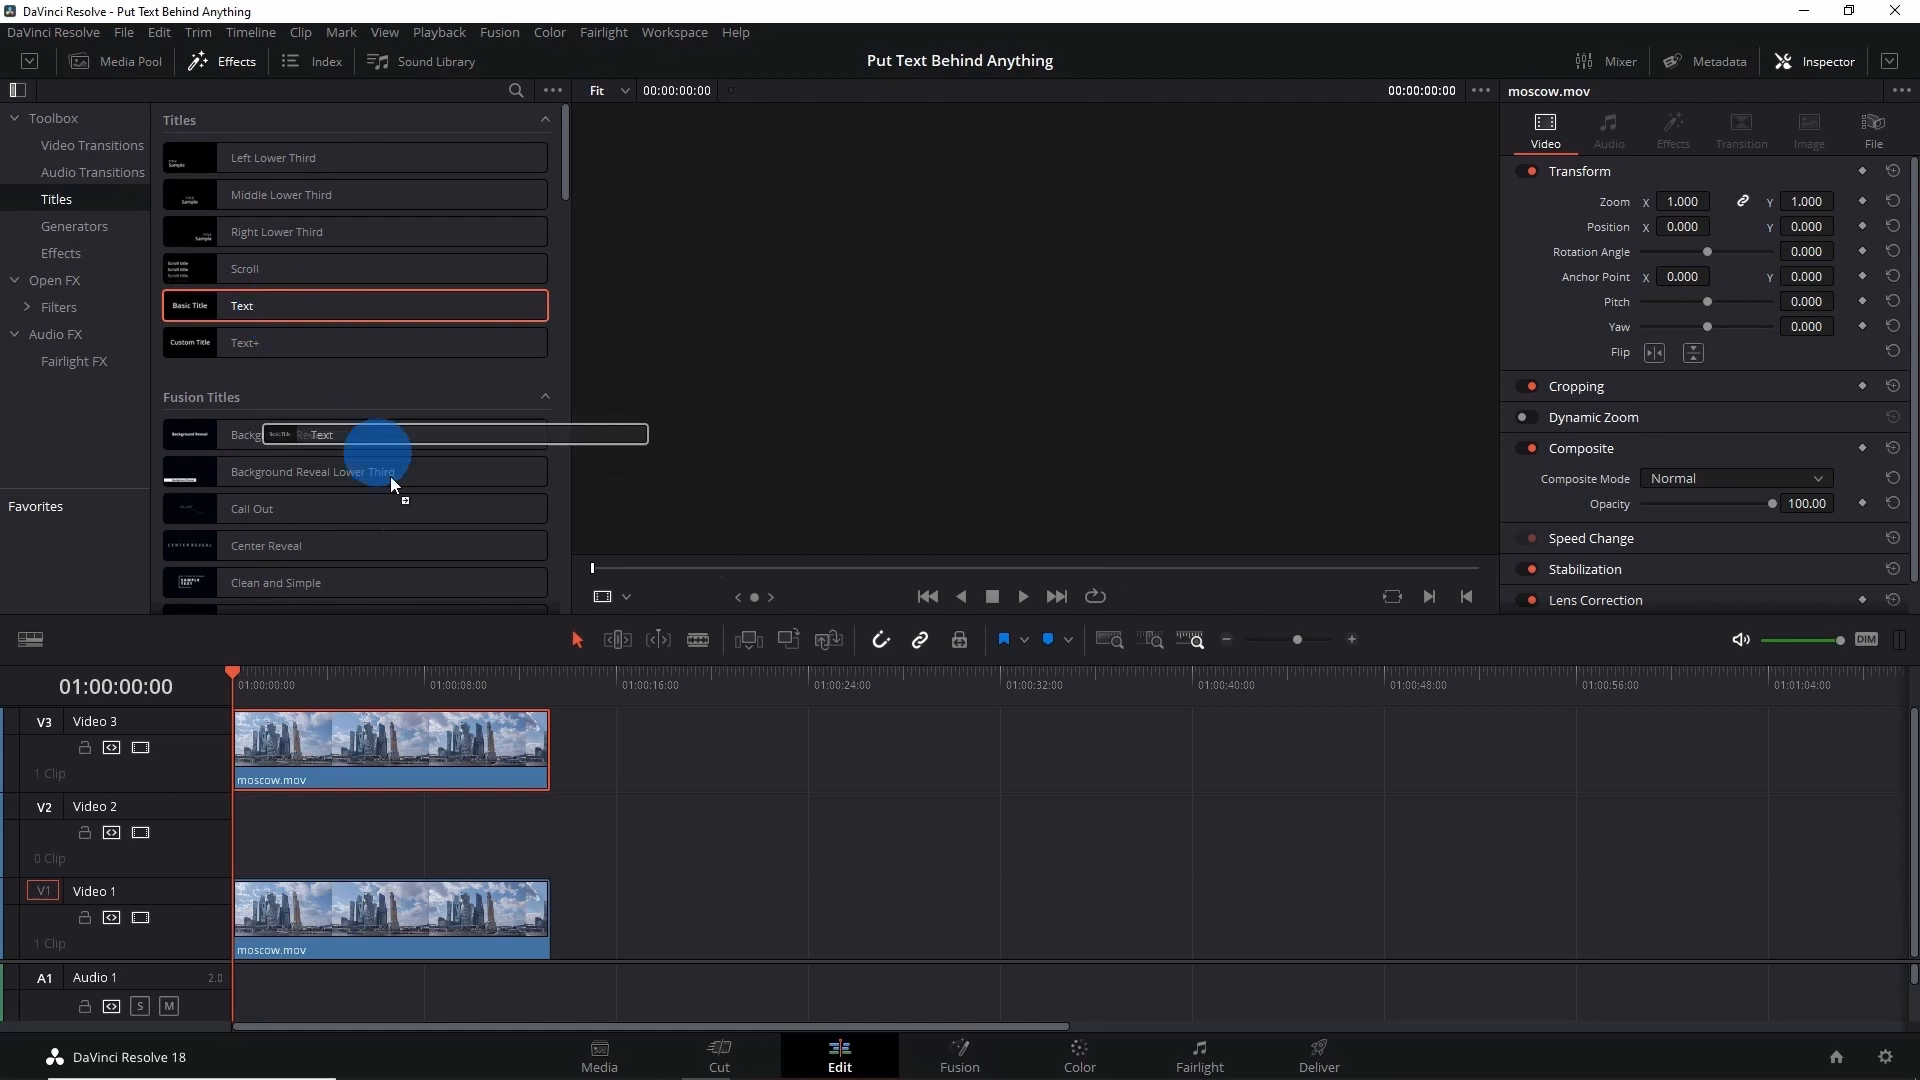 DaVinci Resolve - Put Text Behind Anything
DaVinci Resolve File Edit Trim Timeline Clip Mark View Playback Fusion Color Fairlight Workspace Help
Media Pool Effects Index Sound Library Put Text Behind Anything Mixer Metadata Inspector
Fit 00:00:00:00 00:00:00:00 moscow.mov
Toolbox
Video Transitions
Audio Transitions
Titles
Generators
Effects
Open FX
Filters
Audio FX
Fairlight FX
Favorites
Titles
Left Lower Third
Middle Lower Third
Right Lower Third
Scroll
Basic Title Text
Custom Title Text+
Fusion Titles
Background Reveal
Text
Background Reveal Lower Third
Call Out
CENTER REVEAL Center Reveal
Clean and Simple
Video Audio Effects Transition Image File
Transform
Zoom X 1.000 Y 1.000
Position X 0.000 Y 0.000
Rotation Angle 0.000
Anchor Point X 0.000 Y 0.000
Pitch 0.000
Yaw 0.000
Flip
Cropping
Dynamic Zoom
Composite
Composite Mode Normal
Opacity 100.00
Speed Change
Stabilization
Lens Correction
DIM
01:00:00:00
01:00:00:00 01:00:08:00 01:00:16:00 01:00:24:00 01:00:32:00 01:00:40:00 01:00:48:00 01:00:56:00 01:01:04:00
V3 Video 3
1 Clip
moscow.mov
V2 Video 2
0 Clip
V1 Video 1
1 Clip
moscow.mov
A1 Audio 1 2.0
S M
DaVinci Resolve 18
Media Cut Edit Fusion Color Fairlight Deliver